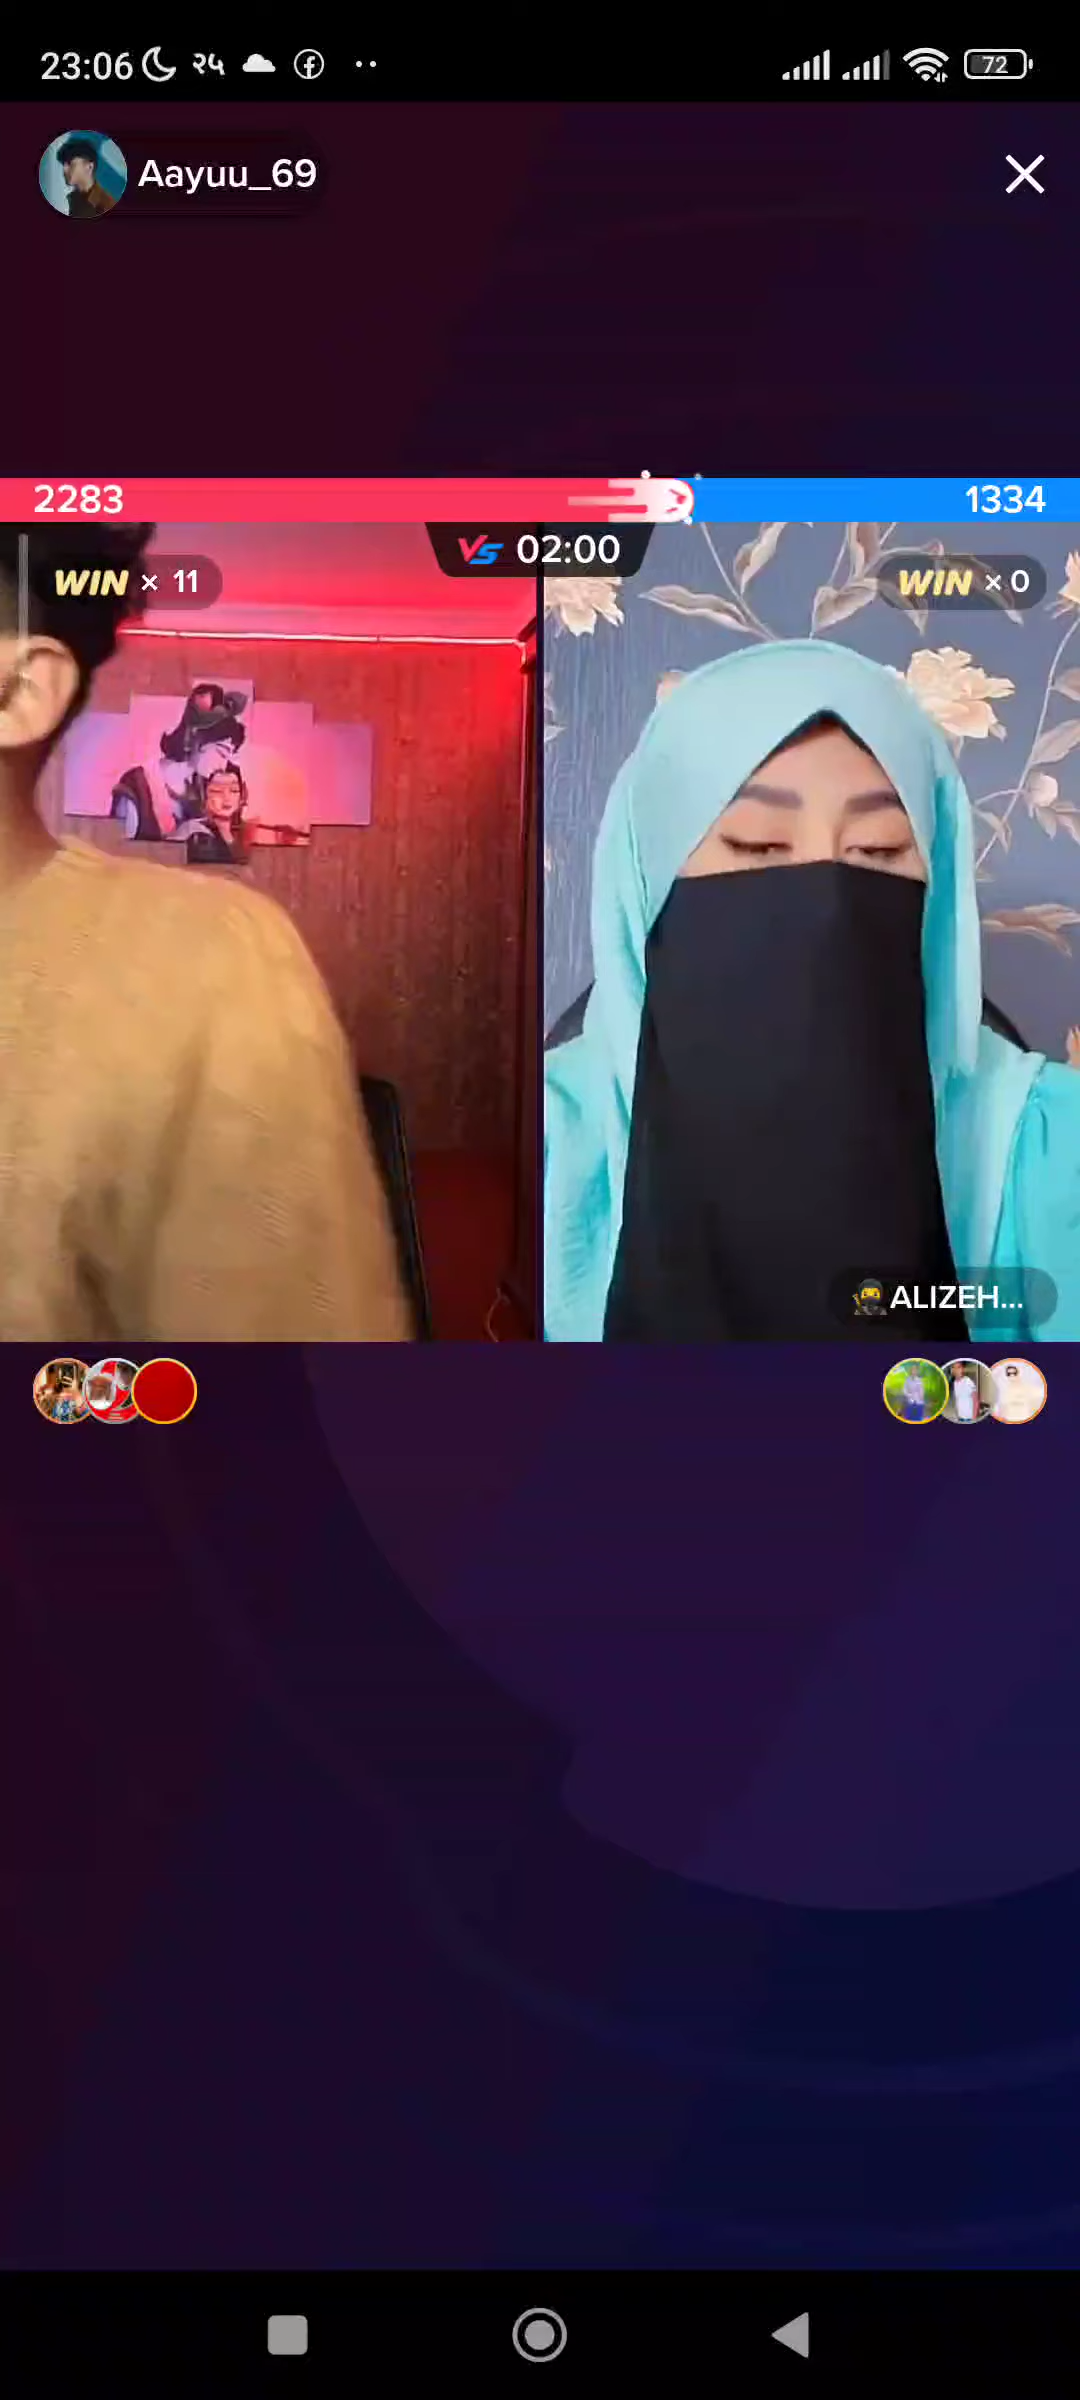 23:06 २५ 72
Aayuu_69
2283 1334
VS 02:00
WIN × 11 WIN × 0
ALIZEH...